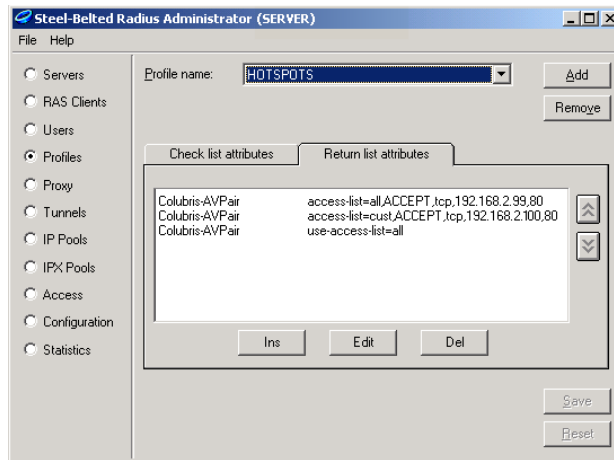 Steel-Belted Radius Administrator (SERVER)
File Help
Servers
RAS Clients
Users
Profiles
Proxy
Tunnels
IP Pools
IPX Pools
Access
Configuration
Statistics
Profile name: HOTSPOTS
Add
Remove
Check list attributes Return list attributes
Colubris-AVPair access-list=all,ACCEPT,tcp,192.168.2.99,80
Colubris-AVPair access-list=cust,ACCEPT,tcp,192.168.2.100,80
Colubris-AVPair use-access-list=all
Ins Edit Del
Save
Reset